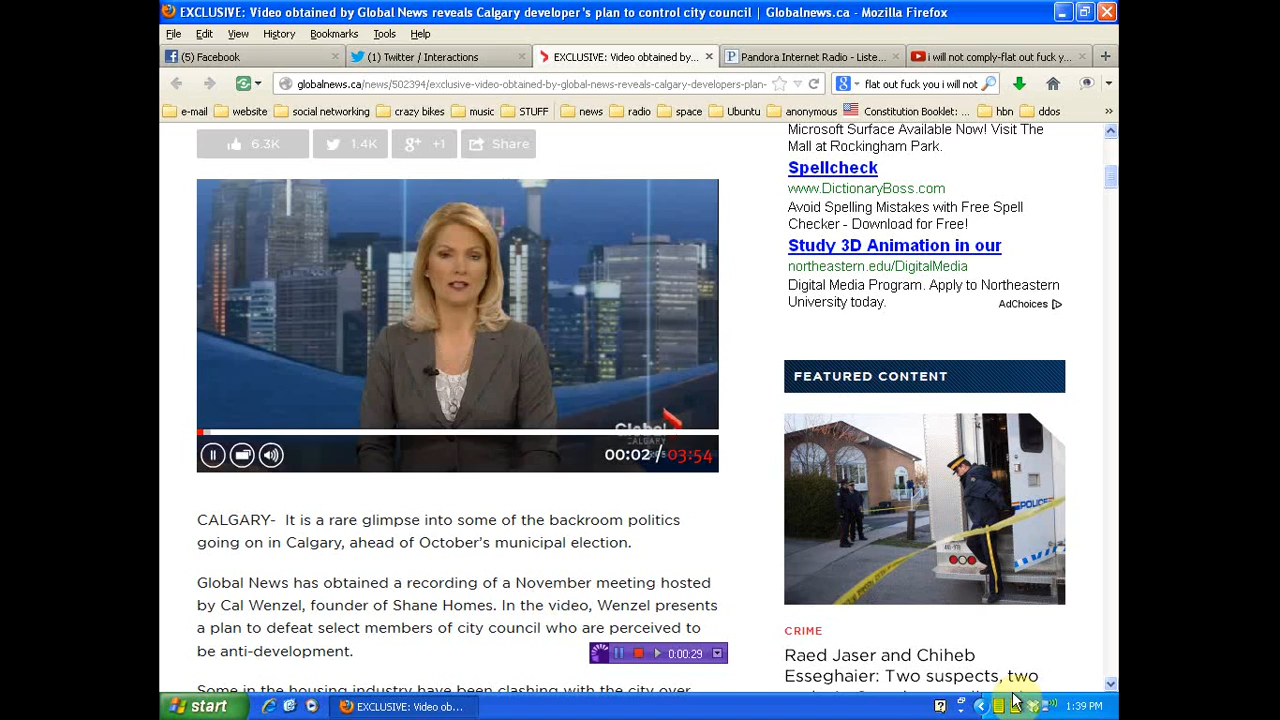 EXCLUSIVE: Video obtained by Global News reveals Calgary developer's plan to control city council | Globalnews.ca - Mozilla Firefox
File Edit View History Bookmarks Tools Help
(5) Facebook
(1) Twitter / Interactions
EXCLUSIVE: Video obtained by...
Pandora Internet Radio - Liste...
i will not comply-flat out fuck y...
globalnews.ca/news/502394/exclusive-video-obtained-by-global-news-reveals-calgary-developers-plan-
flat out fuck you i will not
e-mail website social networking crazy bikes music STUFF news radio space Ubuntu anonymous Constitution Booklet: ... hbn ddos
6.3K 1.4K +1 Share
Microsoft Surface Available Now! Visit The
Mall at Rockingham Park.
Spellcheck
www.DictionaryBoss.com
Avoid Spelling Mistakes with Free Spell
Checker - Download for Free!
Study 3D Animation in our
northeastern.edu/DigitalMedia
Digital Media Program. Apply to Northeastern
University today.
AdChoices
Global
CALGARY
00:02 / 03:54
FEATURED CONTENT
POLICE
CALGARY- It is a rare glimpse into some of the backroom politics
going on in Calgary, ahead of October's municipal election.
Global News has obtained a recording of a November meeting hosted
by Cal Wenzel, founder of Shane Homes. In the video, Wenzel presents
a plan to defeat select members of city council who are perceived to
be anti-development.
Some in the housing industry have been clashing with the city over
0:00:29
CRIME
Raed Jaser and Chiheb
Esseghaier: Two suspects, two
start
EXCLUSIVE: Video ob...
1:39 PM